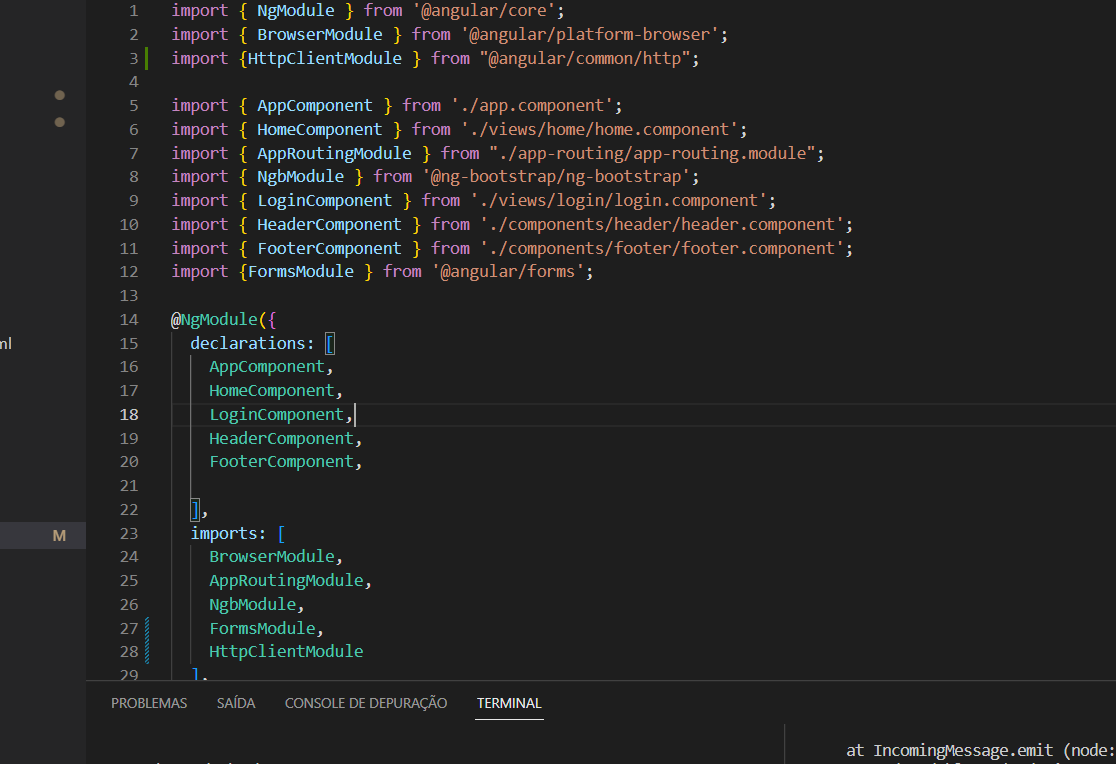 1 import { NgModule } from '@angular/core';
2 import { BrowserModule } from '@angular/platform-browser';
3 import {HttpClientModule } from "@angular/common/http";
4
5 import { AppComponent } from './app.component';
6 import { HomeComponent } from './views/home/home.component';
7 import { AppRoutingModule } from "./app-routing/app-routing.module";
8 import { NgbModule } from '@ng-bootstrap/ng-bootstrap';
9 import { LoginComponent } from './views/login/login.component';
10 import { HeaderComponent } from './components/header/header.component';
11 import { FooterComponent } from './components/footer/footer.component';
12 import {FormsModule } from '@angular/forms';
13
14 @NgModule({
ml
15 declarations: [
16 AppComponent,
17 HomeComponent,
18 LoginComponent,
19 HeaderComponent,
20 FooterComponent,
21
22 ],
23 imports: [
M
24 BrowserModule,
25 AppRoutingModule,
26 NgbModule,
27 FormsModule,
28 HttpClientModule
29 ],
PROBLEMAS SAÍDA CONSOLE DE DEPURAÇÃO TERMINAL
at IncomingMessage.emit (node: